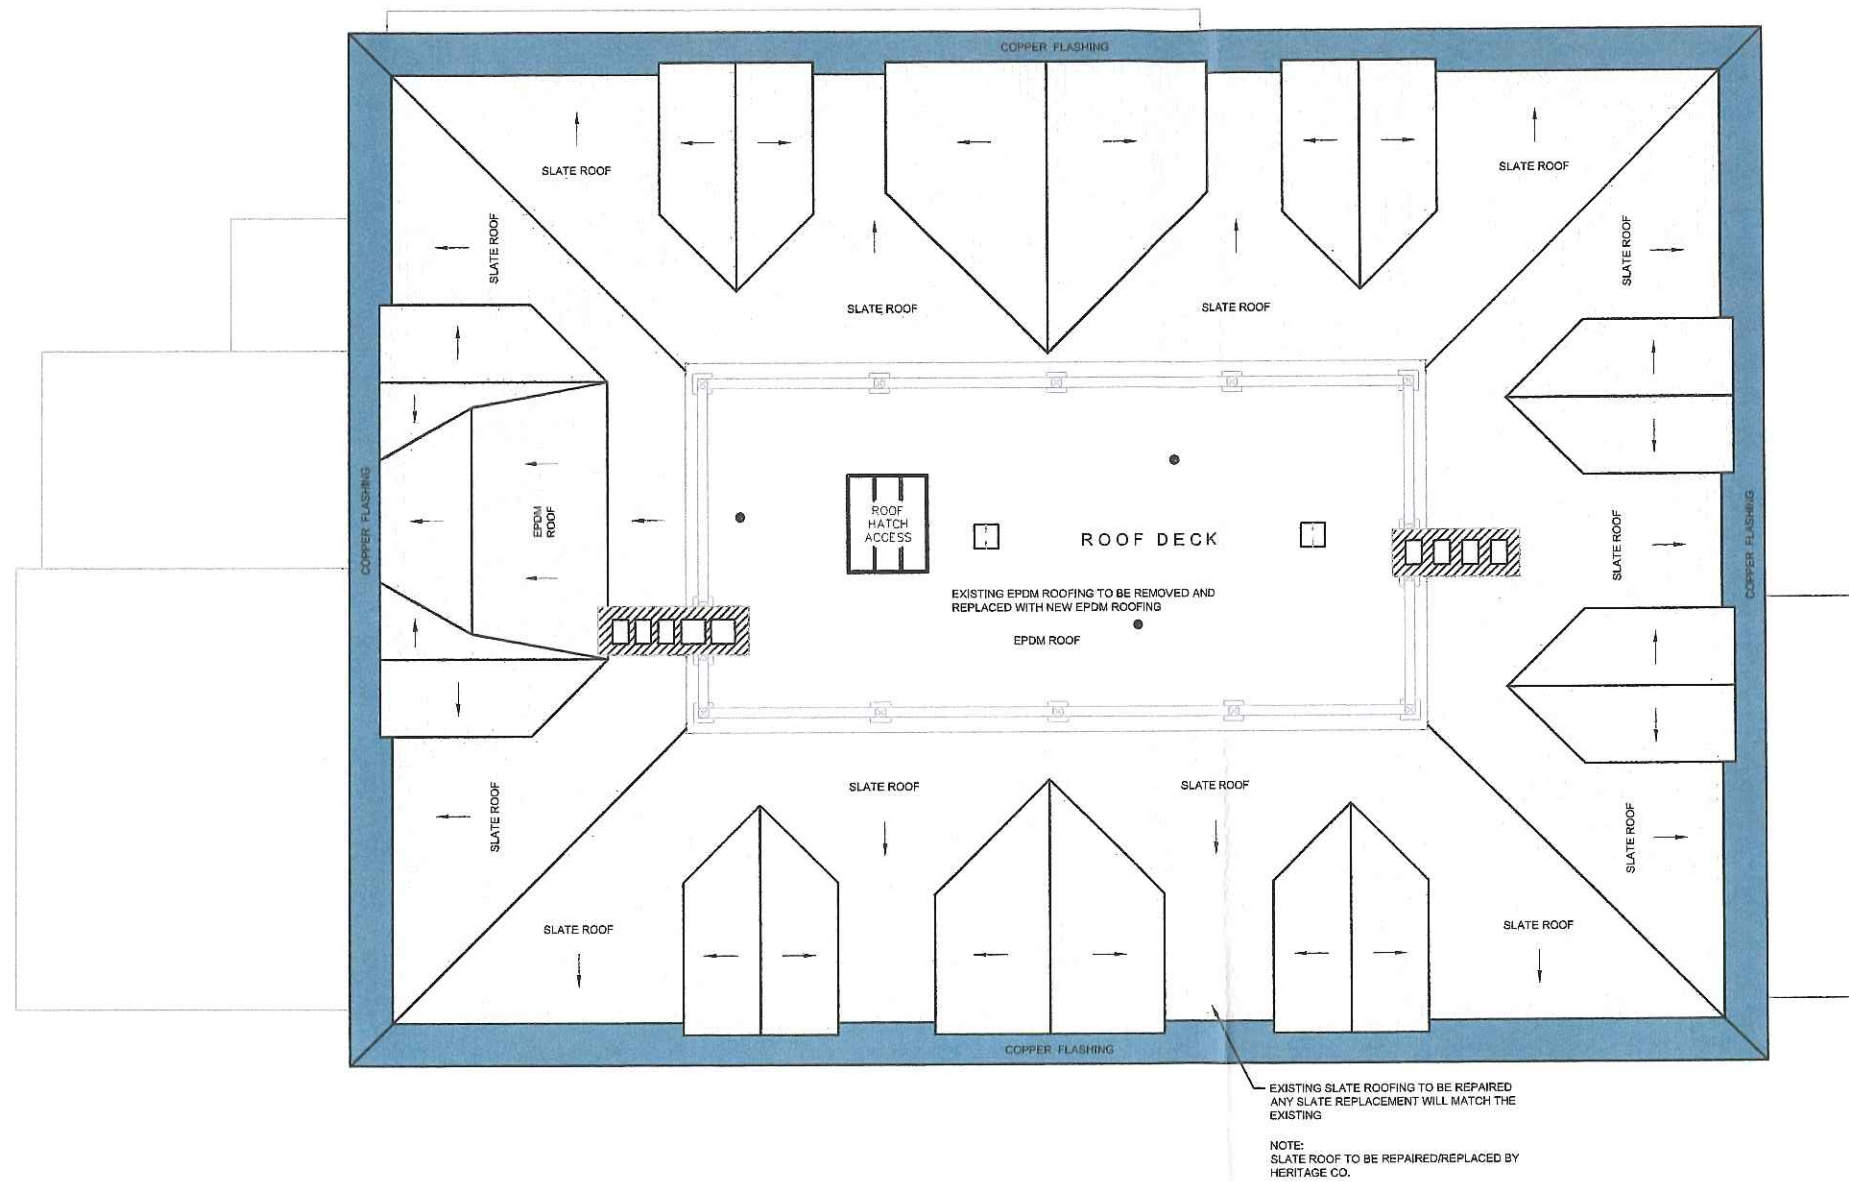 COPPER FLASHING
SLATE ROOF
SLATE ROOF
SLATE ROOF
SLATE ROOF
SLATE ROOF
SLATE ROOF
COPPER FLASHING
EPDM
ROOF
ROOF
HATCH
ACCESS
ROOF DECK
EXISTING EPDM ROOFING TO BE REMOVED AND
REPLACED WITH NEW EPDM ROOFING
EPDM ROOF
SLATE ROOF
COPPER FLASHING
SLATE ROOF
SLATE ROOF
SLATE ROOF
SLATE ROOF
SLATE ROOF
SLATE ROOF
COPPER FLASHING
EXISTING SLATE ROOFING TO BE REPAIRED
ANY SLATE REPLACEMENT WILL MATCH THE
EXISTING
NOTE:
SLATE ROOF TO BE REPAIRED/REPLACED BY
HERITAGE CO.